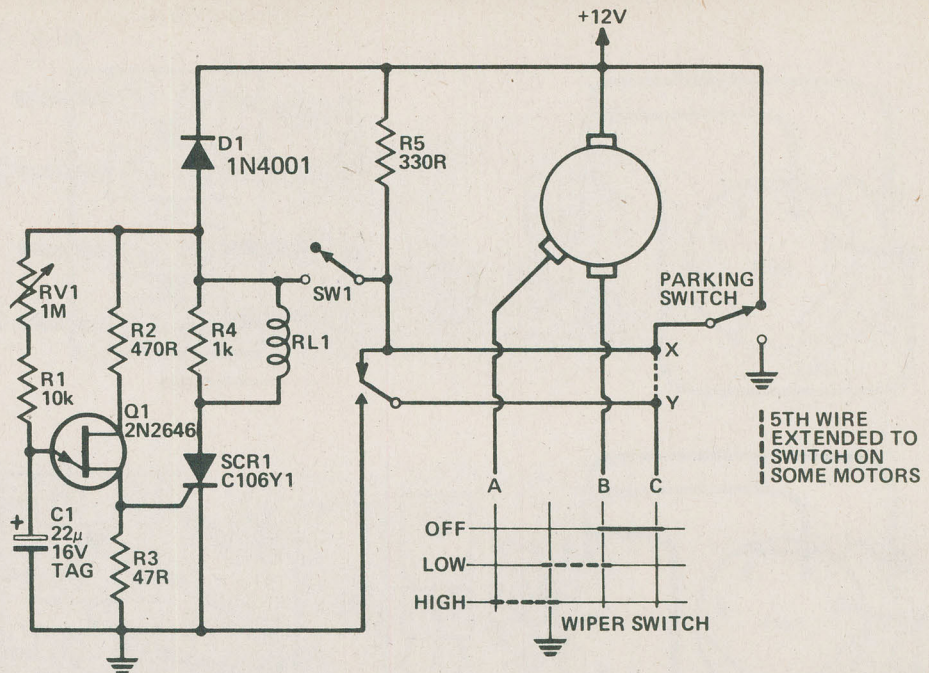 +12V
D1
1N4001
R5
330R
RV1
1M
SW1
PARKING
SWITCH
R2
470R
R4
1k
RL1
X
R1
10k
Q1
2N2646
Y
SCR1
C106Y1
5TH WIRE
EXTENDED TO
SWITCH ON
SOME MOTORS
A
B
C
+
C1
22µ
16V
TAG
R3
47R
OFF
LOW
HIGH
WIPER SWITCH